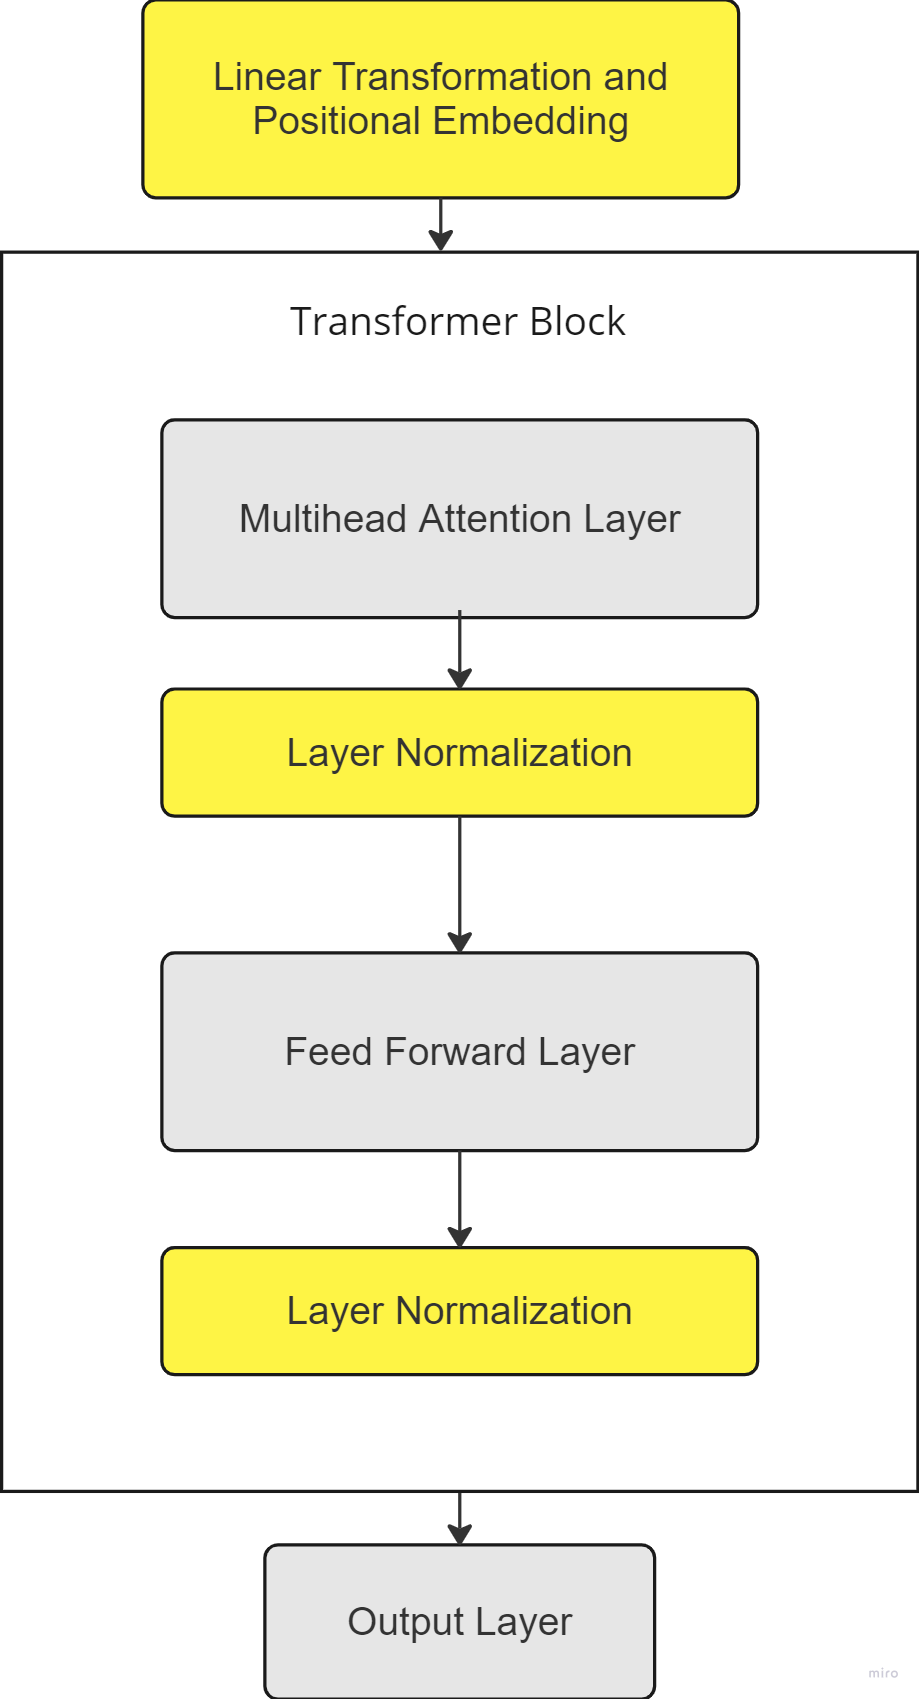 Linear Transformation and
Positional Embedding
Transformer Block
Multihead Attention Layer
Layer Normalization
Feed Forward Layer
Layer Normalization
Output Layer
miro